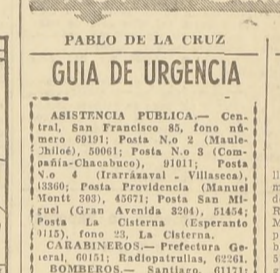 PABLO DE LA CRUZ
GUIA DE URGENCIA
ASISTENCIA PUBLICA.— Cen-
tral, San Francisco 85, fono nú-
mero 69191; Posta N.o 2 (Maule-
Chiloé), 50061; Posta N.o 3 (Com-
pañía-Chacabuco), 91011; Posta
N.o 4 (Irarrázaval - Villaseca),
43360; Posta Providencia (Manuel
Montt 303), 45671; Posta San Mi-
guel (Gran Avenida 3204), 51454;
Posta La Cisterna (Esperanto
0115), fono 23, La Cisterna.
CARABINEROS.— Prefectura Ge-
neral, 60151; Radiopatrullas, 62261.
BOMBEROS.— Santiago, 61171;